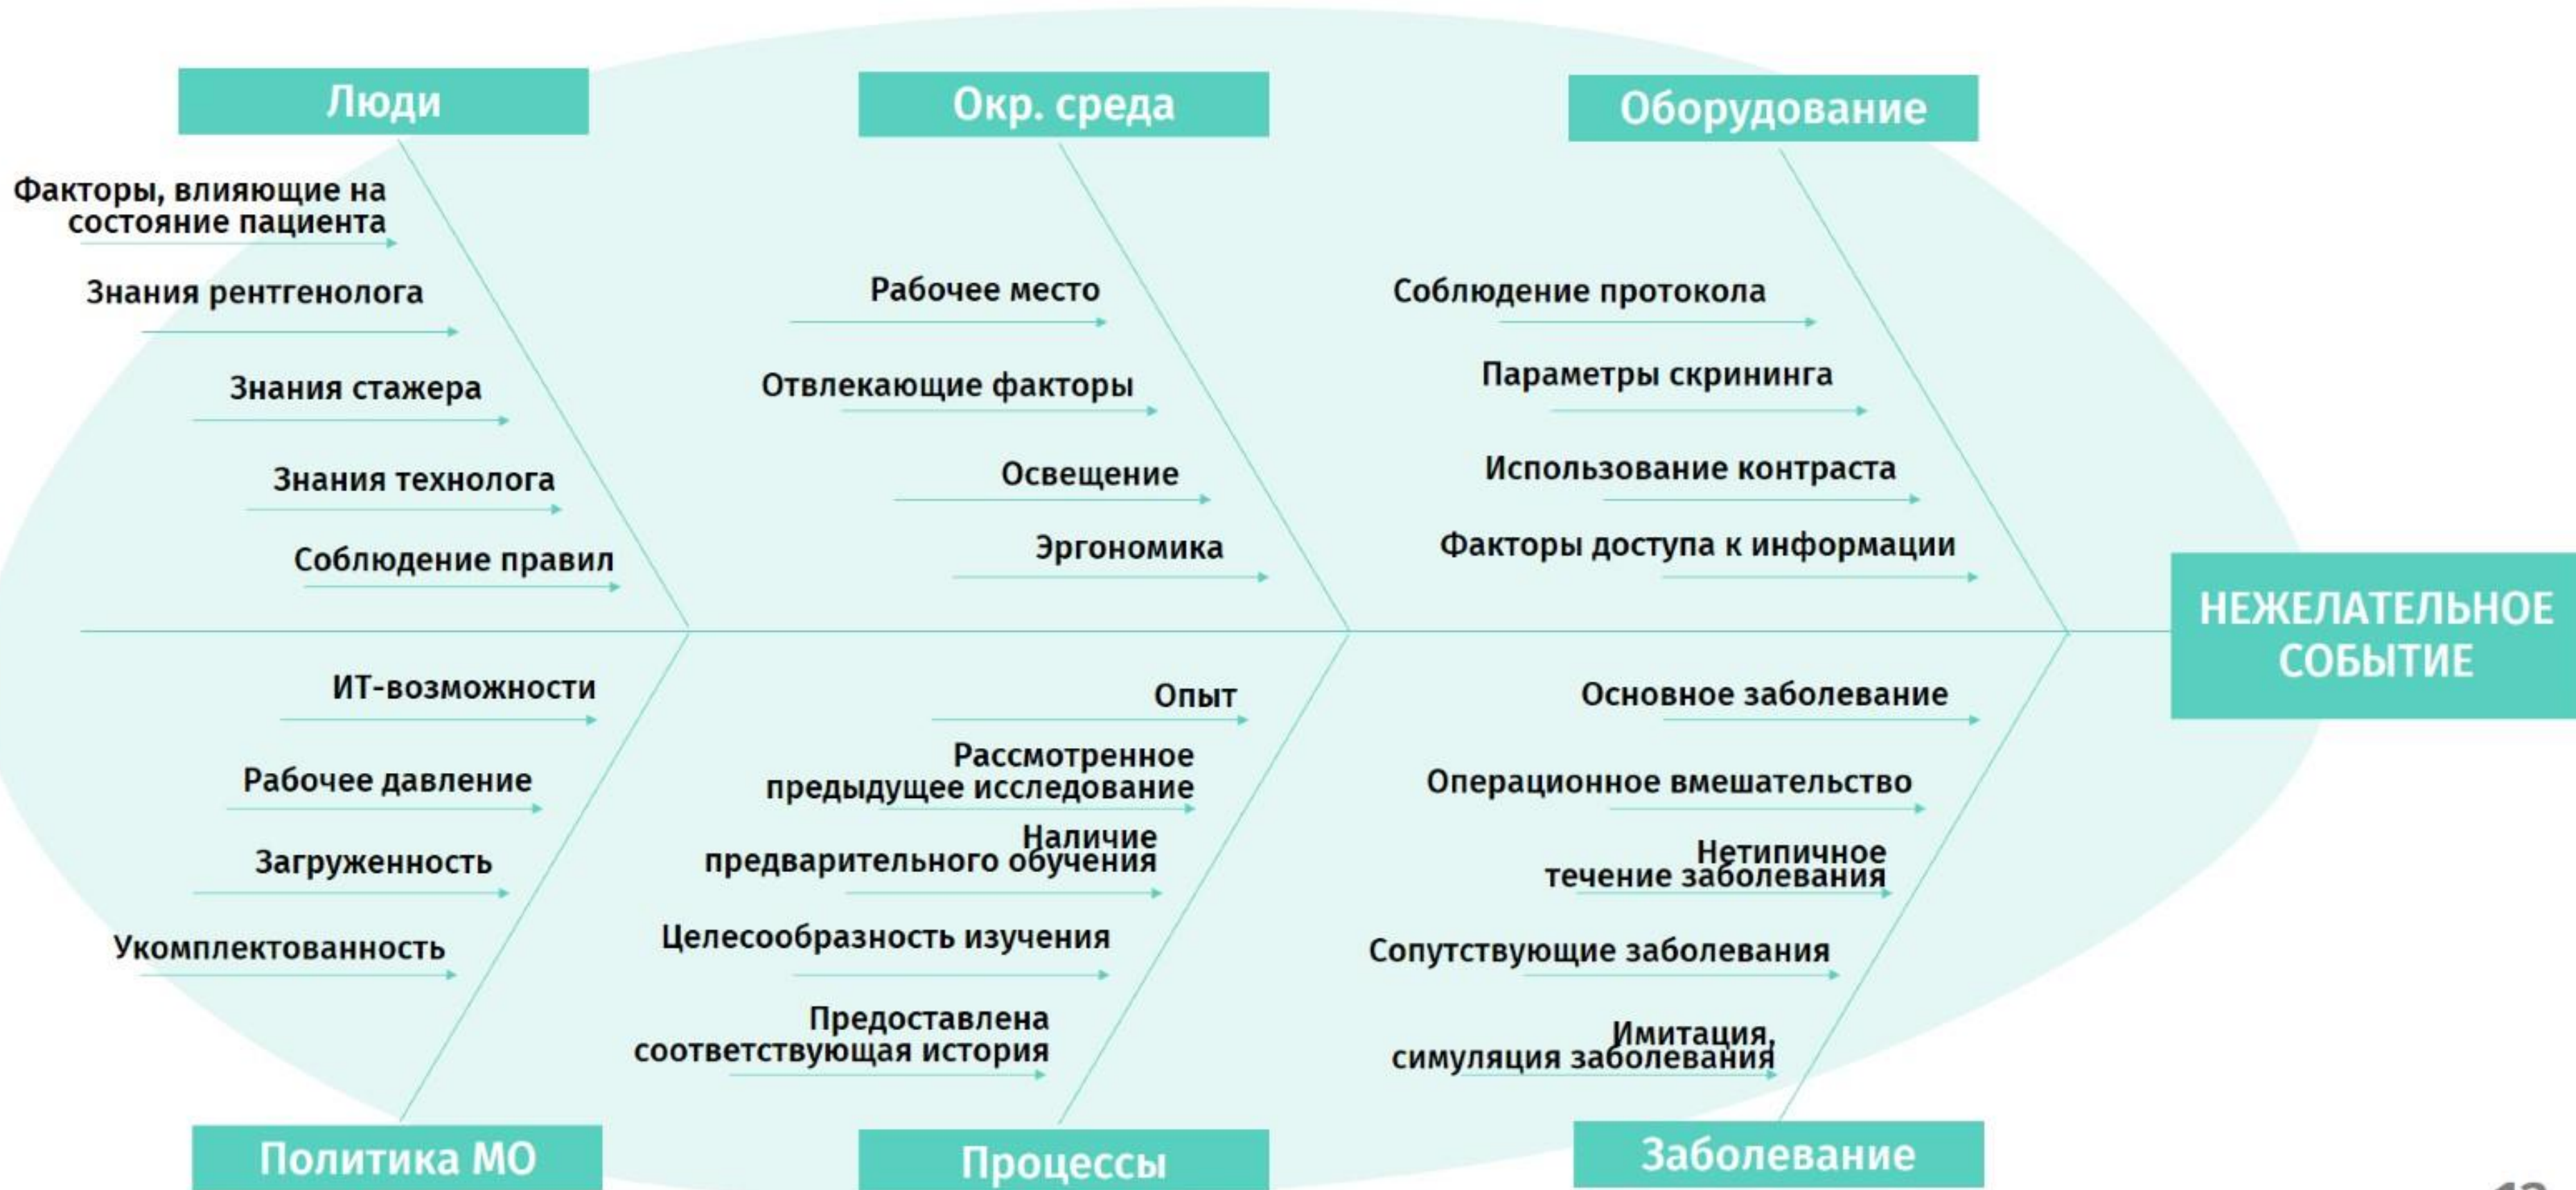 Люди
Факторы, влияющие на
состояние пациента
Знания рентгенолога
Знания стажера
Знания технолога
Соблюдение правил
Окр. среда
Рабочее место
Отвлекающие факторы
Освещение
Эргономика
Оборудование
Соблюдение протокола
Параметры скрининга
Использование контраста
Факторы доступа к информации
НЕЖЕЛАТЕЛЬНОЕ
СОБЫТИЕ
ИТ-возможности
Рабочее давление
Загруженность
Укомплектованность
Политика МО
Опыт
Рассмотренное
предыдущее исследование
Наличие
предварительного обучения
Целесообразность изучения
Предоставлена
соответствующая история
Процессы
Основное заболевание
Операционное вмешательство
Нетипичное
течение заболевания
Сопутствующие заболевания
Имитация,
симуляция заболевания
Заболевание